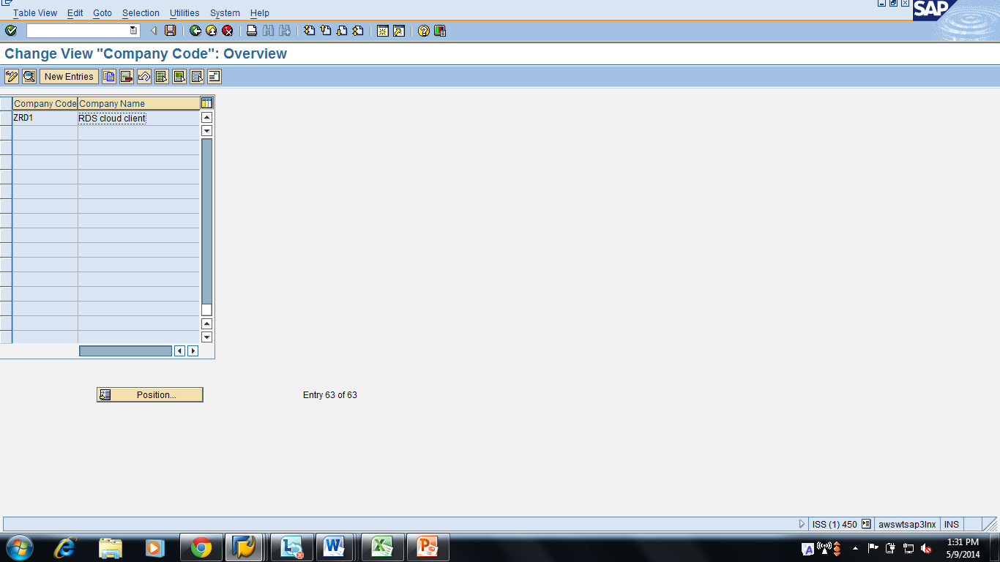 Table View Edit Goto Selection Utilities System Help
SAP
Change View "Company Code": Overview
New Entries
Company Code Company Name
ZRD1 RDS cloud client
Position...
Entry 63 of 63
ISS (1) 450 awswtsap3lnx INS
1:31 PM
5/9/2014